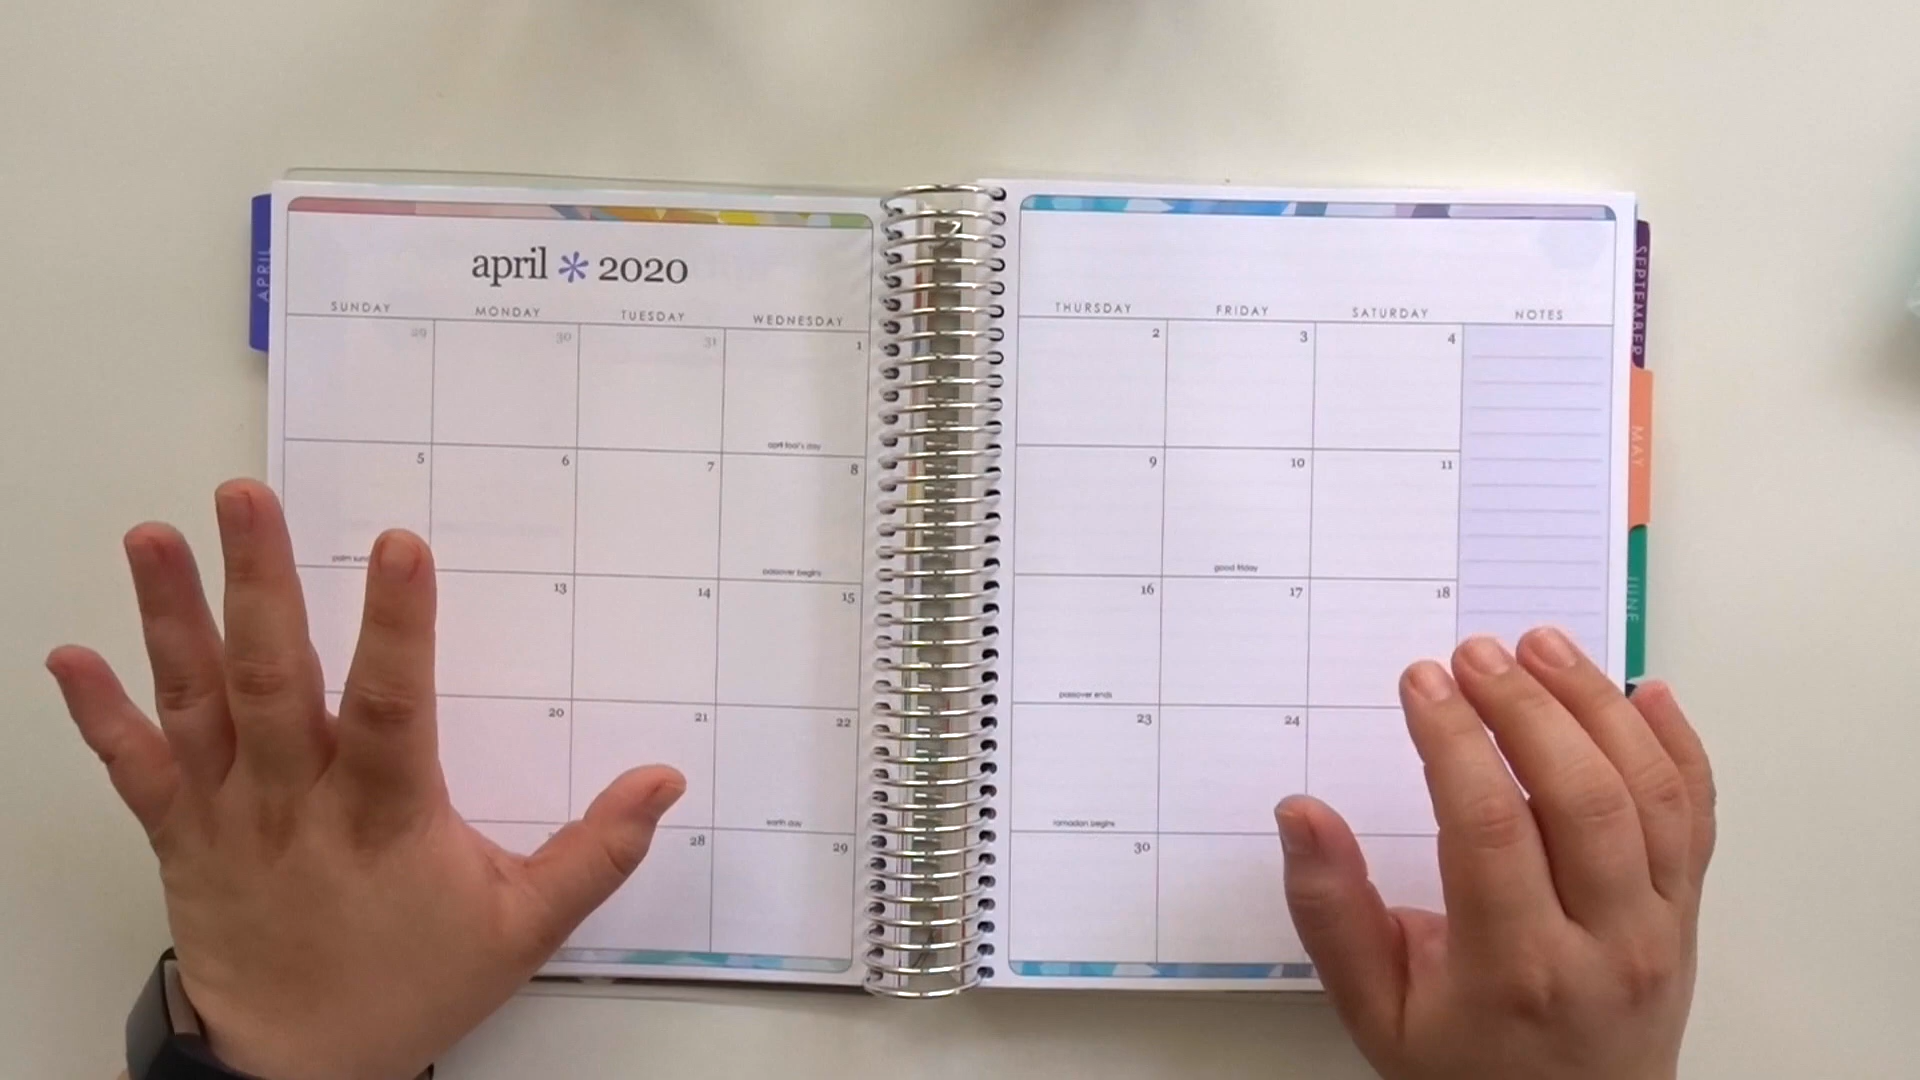 april * 2020
SUNDAY MONDAY TUESDAY WEDNESDAY
29 30 31 1
april fool's day
5 6 7 8
palm passover begins
13 14 15
20 21 22
earth day
28 29
THURSDAY FRIDAY SATURDAY NOTES
2 3 4
9 10 11
good friday
16 17 18
passover ends
23 24
ramadan begins
30
APRIL
SEPTEMBER
MAY
JUNE